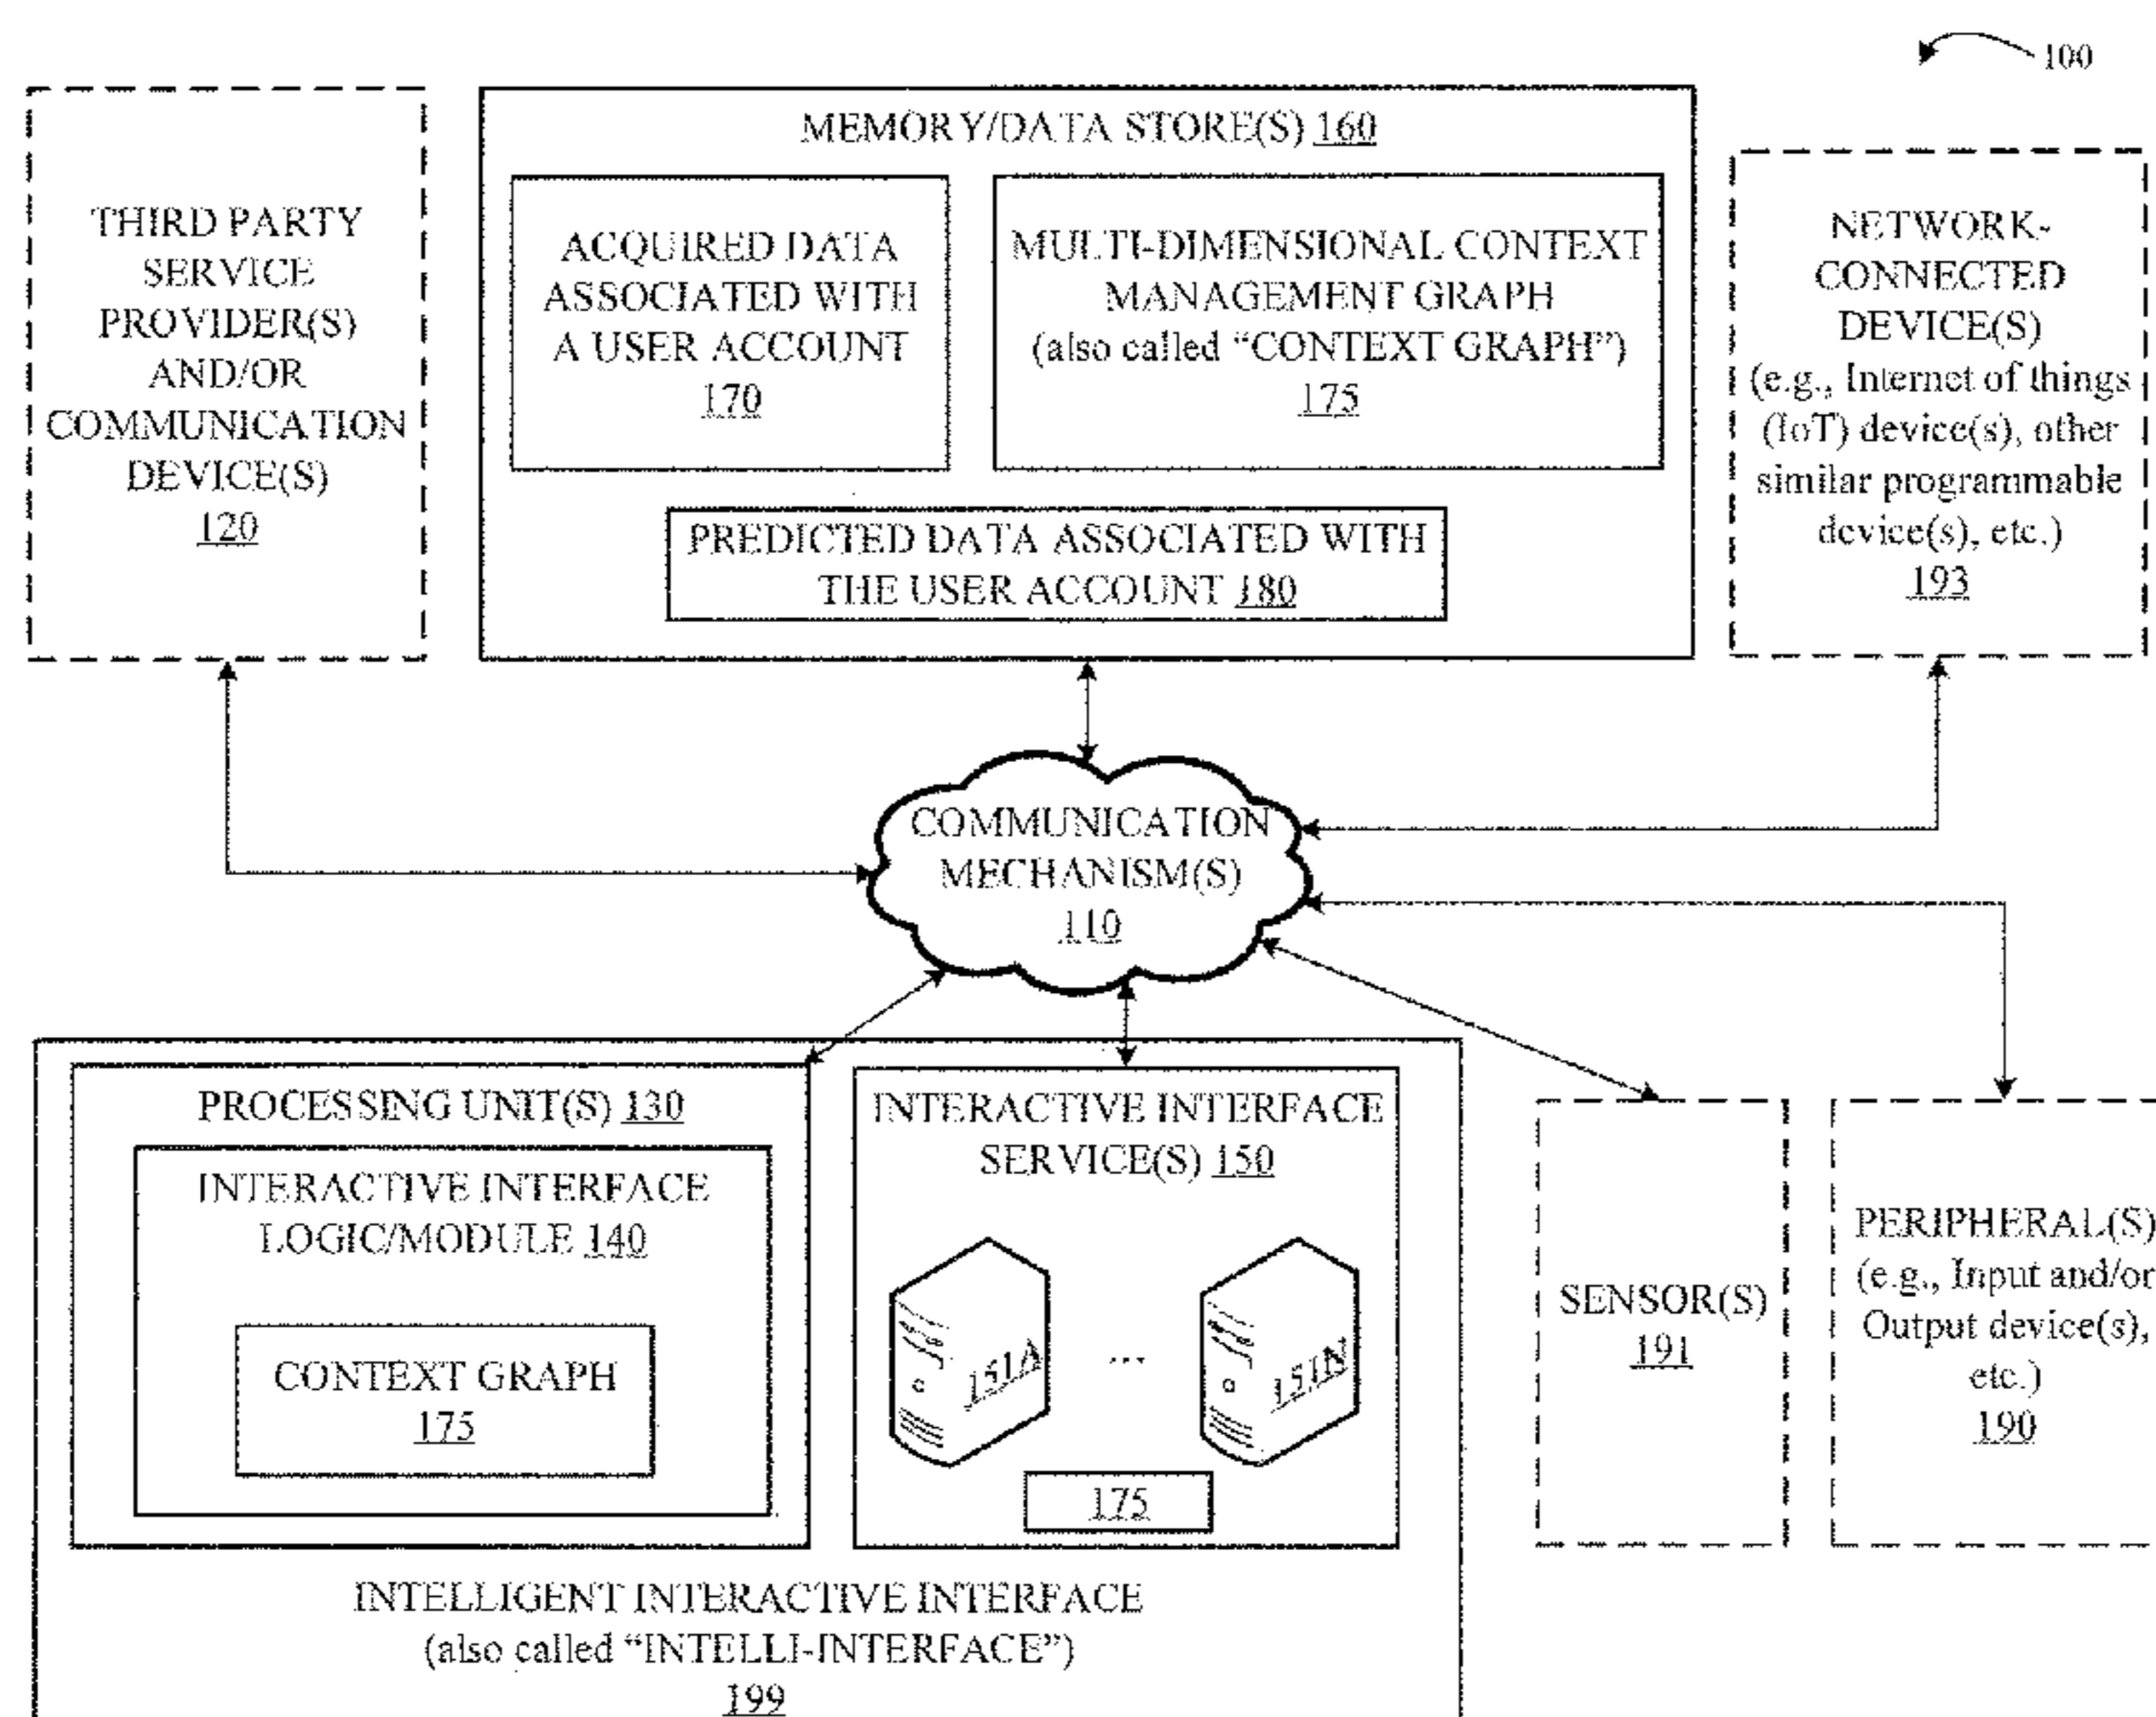 100
THIRD PARTY
SERVICE
PROVIDER(S)
AND/OR
COMMUNICATION
DEVICE(S)
120
MEMORY/DATA STORE(S) 160
ACQUIRED DATA
ASSOCIATED WITH
A USER ACCOUNT
170
MULTI-DIMENSIONAL CONTEXT
MANAGEMENT GRAPH
(also called “CONTEXT GRAPH”)
175
PREDICTED DATA ASSOCIATED WITH
THE USER ACCOUNT 180
NETWORK-
CONNECTED
DEVICE(S)
(e.g., Internet of things
(IoT) device(s), other
similar programmable
device(s), etc.)
193
COMMUNICATION
MECHANISM(S)
110
PROCESSING UNIT(S) 130
INTERACTIVE INTERFACE
LOGIC/MODULE 140
CONTEXT GRAPH
175
INTERACTIVE INTERFACE
SERVICE(S) 150
151A
...
151N
175
INTELLIGENT INTERACTIVE INTERFACE
(also called “INTELLI-INTERFACE”)
199
SENSOR(S)
191
PERIPHERAL(S)
(e.g., Input and/or
Output device(s),
etc.)
190